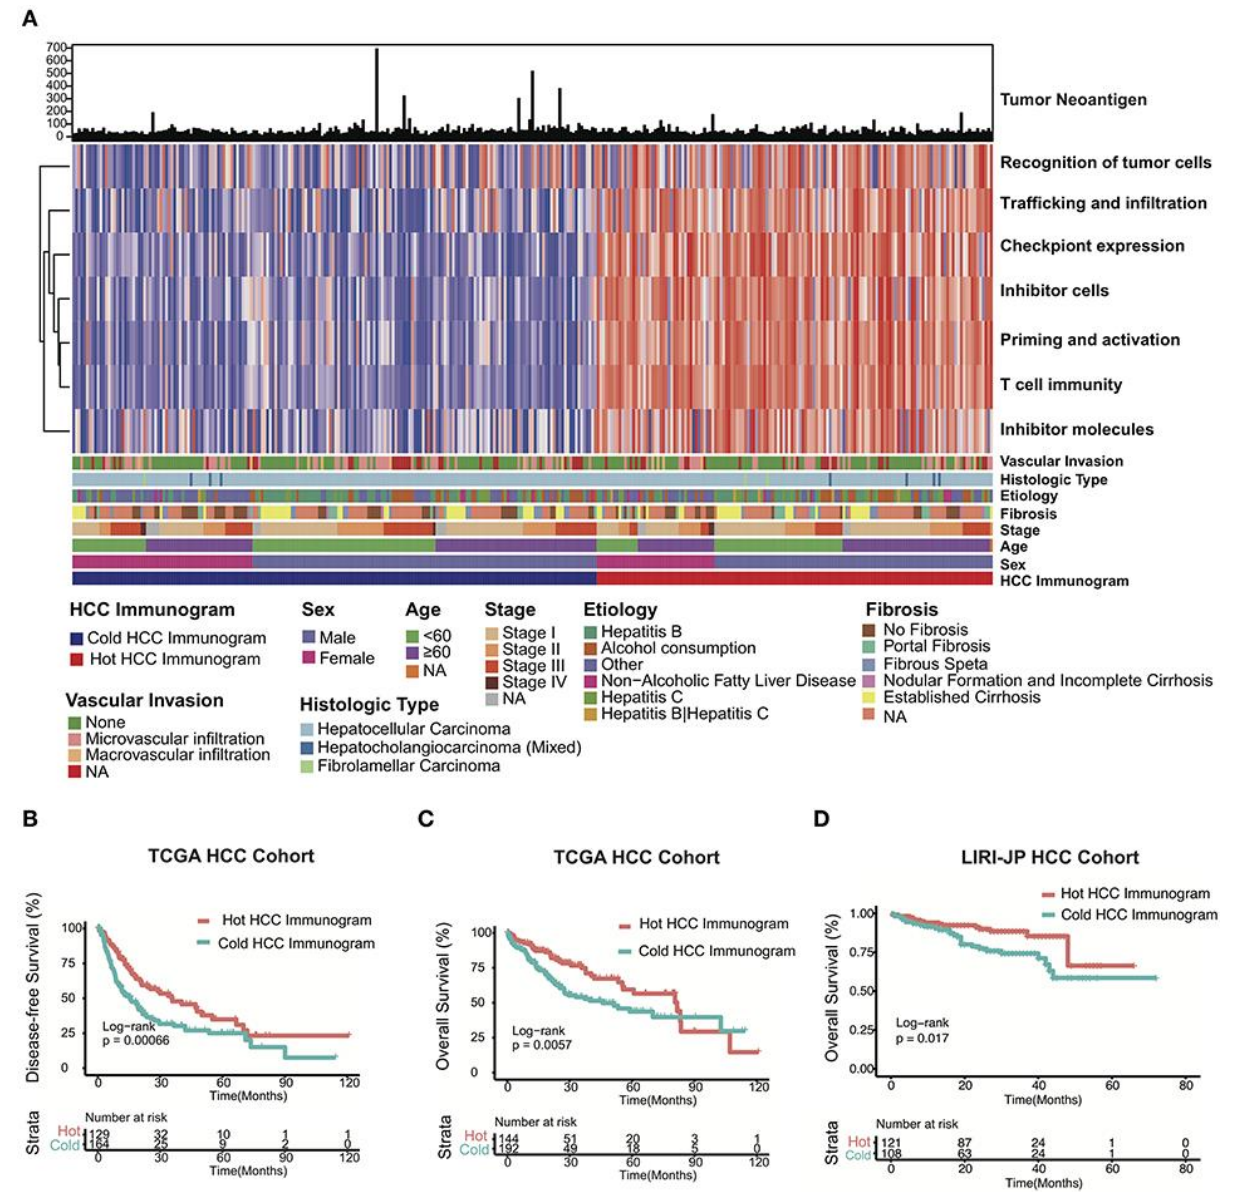 A
700
600
500
400
300
200
100
0
Tumor Neoantigen
Recognition of tumor cells
Trafficking and infiltration
Checkpiont expression
Inhibitor cells
Priming and activation
T cell immunity
Inhibitor molecules
Vascular Invasion
Histologic Type
Etiology
Fibrosis
Stage
Age
Sex
HCC Immunogram
HCC Immunogram
Cold HCC Immunogram
Hot HCC Immunogram
Sex
Male
Female
Age
<60
≥60
NA
Stage
Stage I
Stage II
Stage III
Stage IV
NA
Etiology
Hepatitis B
Alcohol consumption
Other
Non-Alcoholic Fatty Liver Disease
Hepatitis C
Hepatitis B|Hepatitis C
Fibrosis
No Fibrosis
Portal Fibrosis
Fibrous Speta
Nodular Formation and Incomplete Cirrhosis
Established Cirrhosis
NA
Vascular Invasion
None
Microvascular infiltration
Macrovascular infiltration
NA
Histologic Type
Hepatocellular Carcinoma
Hepatocholangiocarcinoma (Mixed)
Fibrolamellar Carcinoma
B
TCGA HCC Cohort
Disease-free Survival (%)
Hot HCC Immunogram
Cold HCC Immunogram
100
75
50
25
0
Log-rank
p = 0.00066
0 30 60 90 120
Time(Months)
Number at risk
Strata
Hot 129 32 10 1 1
Cold 164 25 9 2 0
0 30 60 90 120
Time(Months)
C
TCGA HCC Cohort
Overall Survival (%)
Hot HCC Immunogram
Cold HCC Immunogram
100
75
50
25
0
Log-rank
p = 0.0057
0 30 60 90 120
Time(Months)
Number at risk
Strata
Hot 144 51 20 3 1
Cold 192 49 18 5 0
0 30 60 90 120
Time(Months)
D
LIRI-JP HCC Cohort
Overall Survival (%)
Hot HCC Immunogram
Cold HCC Immunogram
1.00
0.75
0.50
0.25
0.00
Log-rank
p = 0.017
0 20 40 60 80
Time(Months)
Number at risk
Strata
Hot 121 87 24 1 0
Cold 108 63 24 1 0
0 20 40 60 80
Time(Months)